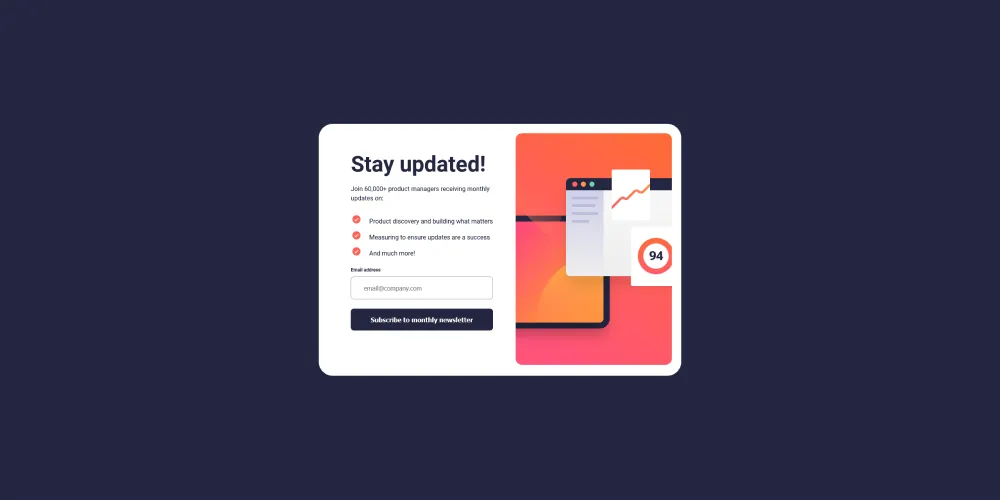 Stay updated!
Join 60,000+ product managers receiving monthly
updates on:
Product discovery and building what matters
Measuring to ensure updates are a success
And much more!
Email address
email@company.com
Subscribe to monthly newsletter
94